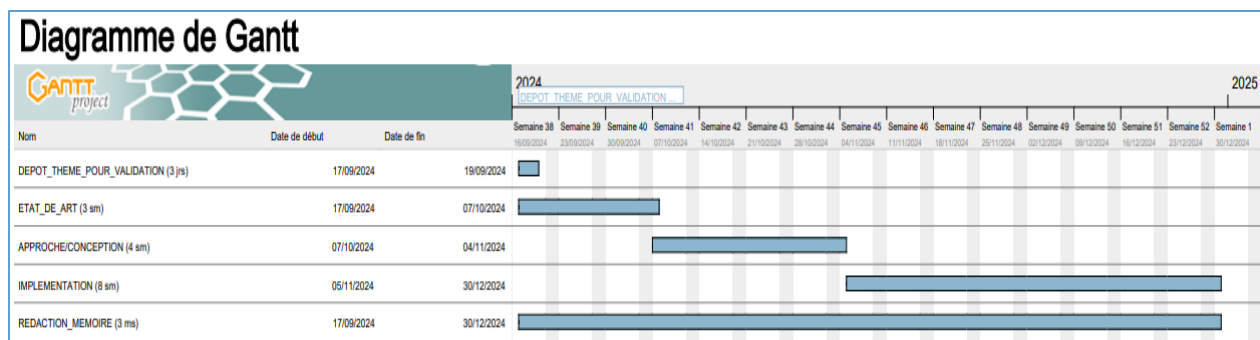 Diagramme de Gantt
GANTT
project
2024
2025
DEPOT_THEME_POUR_VALIDATION ...
Nom Date de début Date de fin
Semaine 38 Semaine 39 Semaine 40 Semaine 41 Semaine 42 Semaine 43 Semaine 44 Semaine 45 Semaine 46 Semaine 47 Semaine 48 Semaine 49 Semaine 50 Semaine 51 Semaine 52 Semaine 1
16/09/2024 23/09/2024 30/09/2024 07/10/2024 14/10/2024 21/10/2024 28/10/2024 04/11/2024 11/11/2024 18/11/2024 25/11/2024 02/12/2024 09/12/2024 16/12/2024 23/12/2024 30/12/2024
DEPOT_THEME_POUR_VALIDATION (3 jrs) 17/09/2024 19/09/2024
ETAT_DE_ART (3 sm) 17/09/2024 07/10/2024
APPROCHE/CONCEPTION (4 sm) 07/10/2024 04/11/2024
IMPLEMENTATION (8 sm) 05/11/2024 30/12/2024
REDACTION_MEMOIRE (3 ms) 17/09/2024 30/12/2024